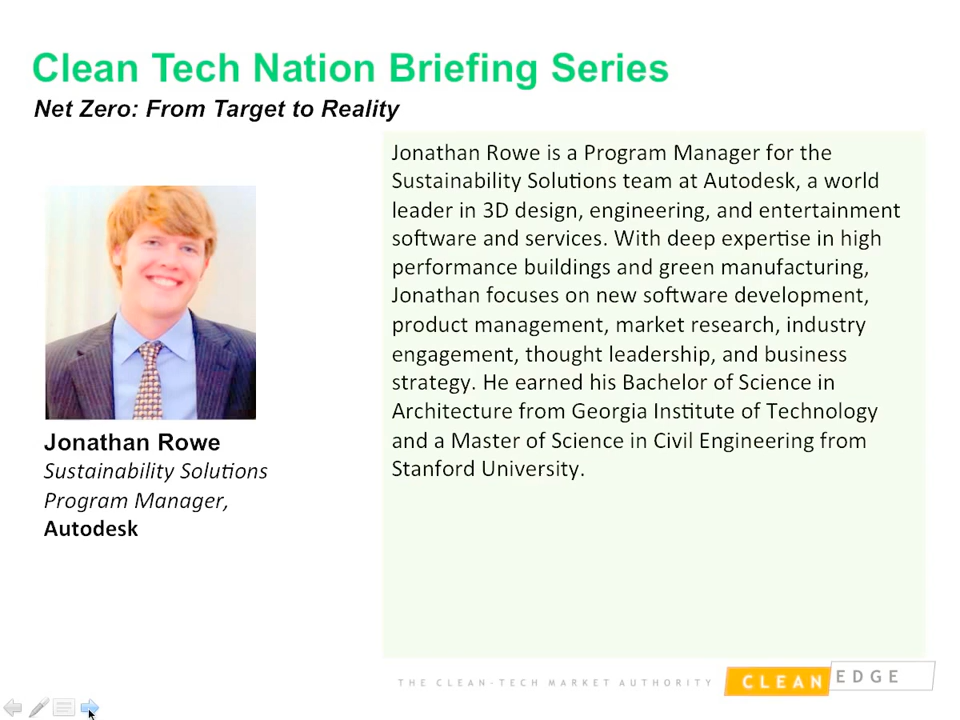 Clean Tech Nation Briefing Series
Net Zero: From Target to Reality
Jonathan Rowe is a Program Manager for the
Sustainability Solutions team at Autodesk, a world
leader in 3D design, engineering, and entertainment
software and services. With deep expertise in high
performance buildings and green manufacturing,
Jonathan focuses on new software development,
product management, market research, industry
engagement, thought leadership, and business
strategy. He earned his Bachelor of Science in
Architecture from Georgia Institute of Technology
and a Master of Science in Civil Engineering from
Stanford University.
Jonathan Rowe
Sustainability Solutions
Program Manager,
Autodesk
THE CLEAN-TECH MARKET AUTHORITY
CLEAN EDGE